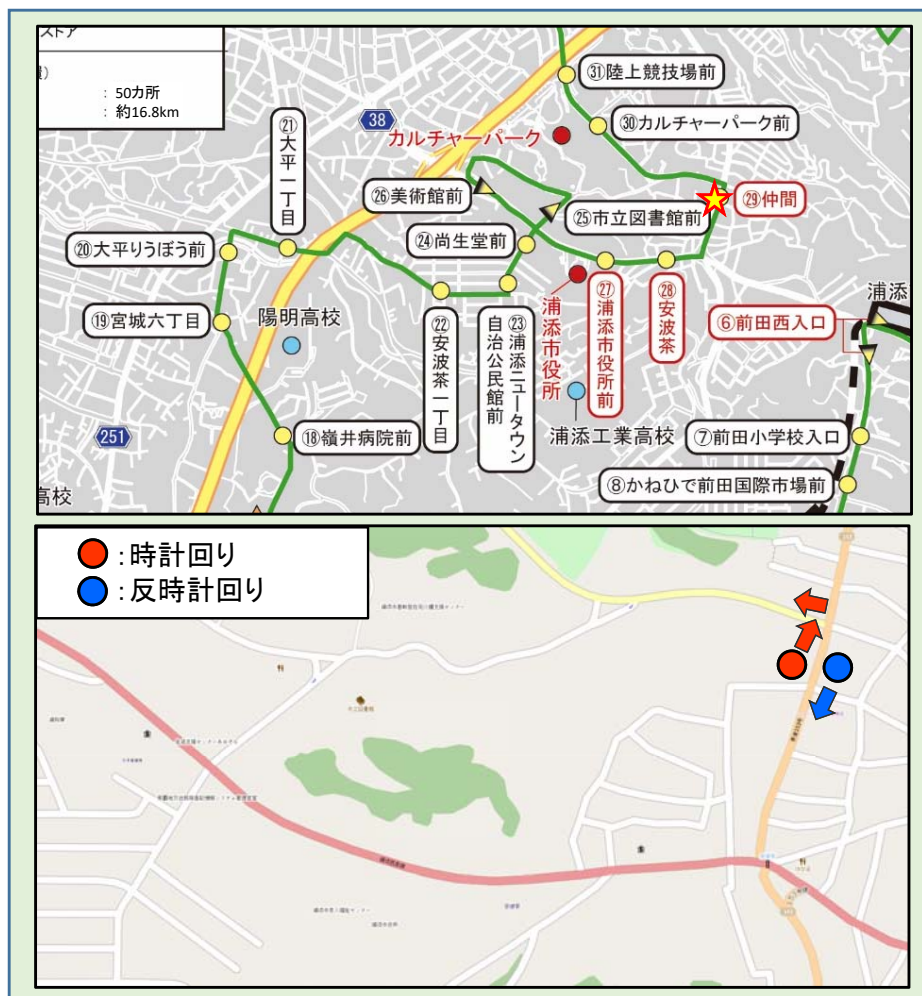 ストア
: 50カ所
: 約16.8km
38
㉛陸上競技場前
㉚カルチャーパーク前
カルチャーパーク
㉑大平一丁目
㉖美術館前
㉙仲間
㉕市立図書館前
㉔尚生堂前
⑳大平りうぼう前
浦添
⑲宮城六丁目
陽明高校
⑥前田西入口
㉒安波茶一丁目
㉓浦添ニュータウン
自治公民館前
浦添市役所
㉗浦添市役所前
㉘安波茶
251
⑱嶺井病院前
浦添工業高校
⑦前田小学校入口
⑧かねひで前田国際市場前
高校
:時計回り
:反時計回り